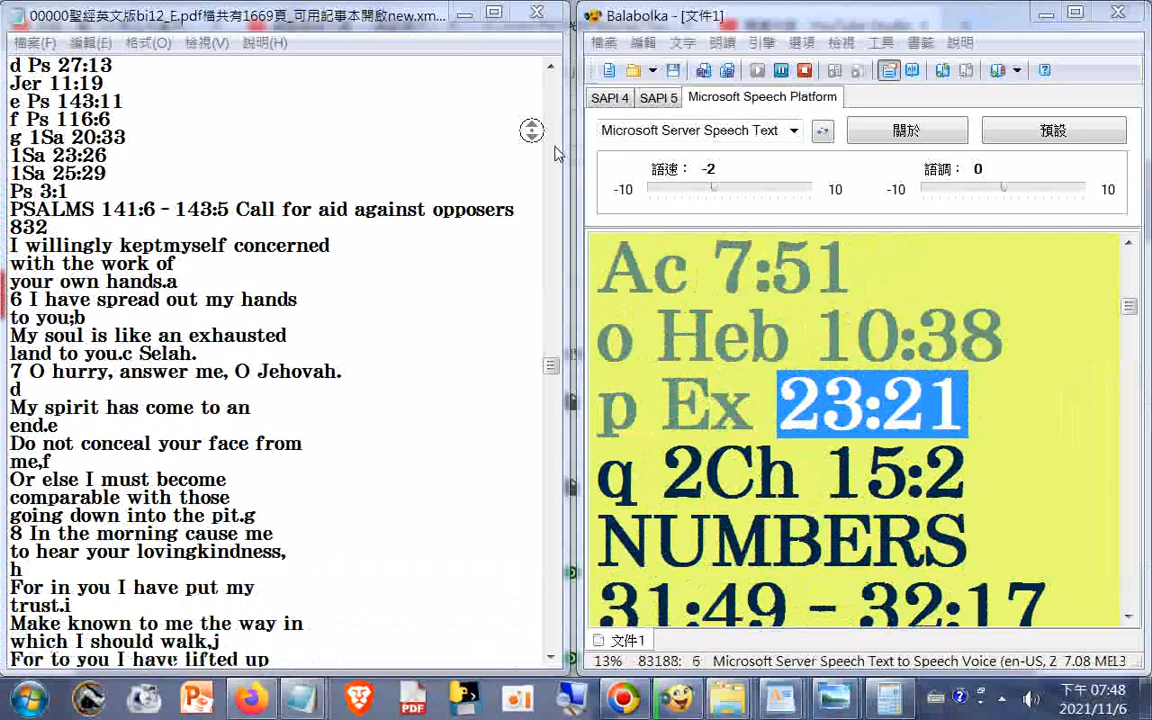 00000聖經英文版bi12_E.pdf檔共有1669頁_可用記事本開啟new.xm...
檔案(F) 編輯(E) 格式(O) 檢視(V) 說明(H)
d Ps 27:13
Jer 11:19
e Ps 143:11
f Ps 116:6
g 1Sa 20:33
1Sa 23:26
1Sa 25:29
Ps 3:1
PSALMS 141:6 – 143:5 Call for aid against opposers
832
I willingly keptmyself concerned
with the work of
your own hands.a
6 I have spread out my hands
to you;b
My soul is like an exhausted
land to you.c Selah.
7 O hurry, answer me, O Jehovah.
d
My spirit has come to an
end.e
Do not conceal your face from
me,f
Or else I must become
comparable with those
going down into the pit.g
8 In the morning cause me
to hear your lovingkindness,
h
For in you I have put my
trust.i
Make known to me the way in
which I should walk,j
For to you I have lifted up
Balabolka - [文件1]
檔案 編輯 文字 朗讀 引擎 選項 檢視 工具 書籤 說明
SAPI 4 SAPI 5 Microsoft Speech Platform
Microsoft Server Speech Text 關於 預設
語速: -2 語調: 0
-10 10 -10 10
Ac 7:51
o Heb 10:38
p Ex 23:21
q 2Ch 15:2
NUMBERS
31:49 – 32:17
文件1
13% 83188: 6 Microsoft Server Speech Text to Speech Voice (en-US, Z 7.08 МБ
下午 07:48
2021/11/6